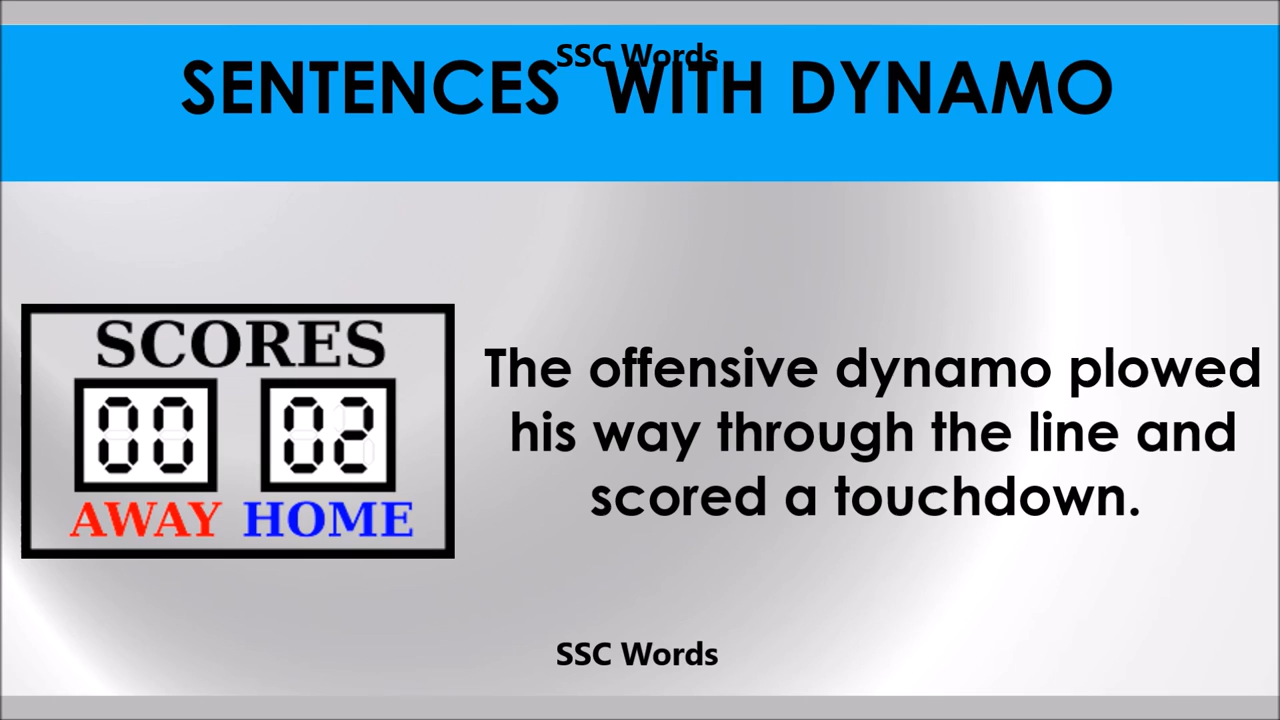 SSC Words
SENTENCES WITH DYNAMO
SCORES
00 02
AWAY HOME
The offensive dynamo plowed
his way through the line and
scored a touchdown.
SSC Words